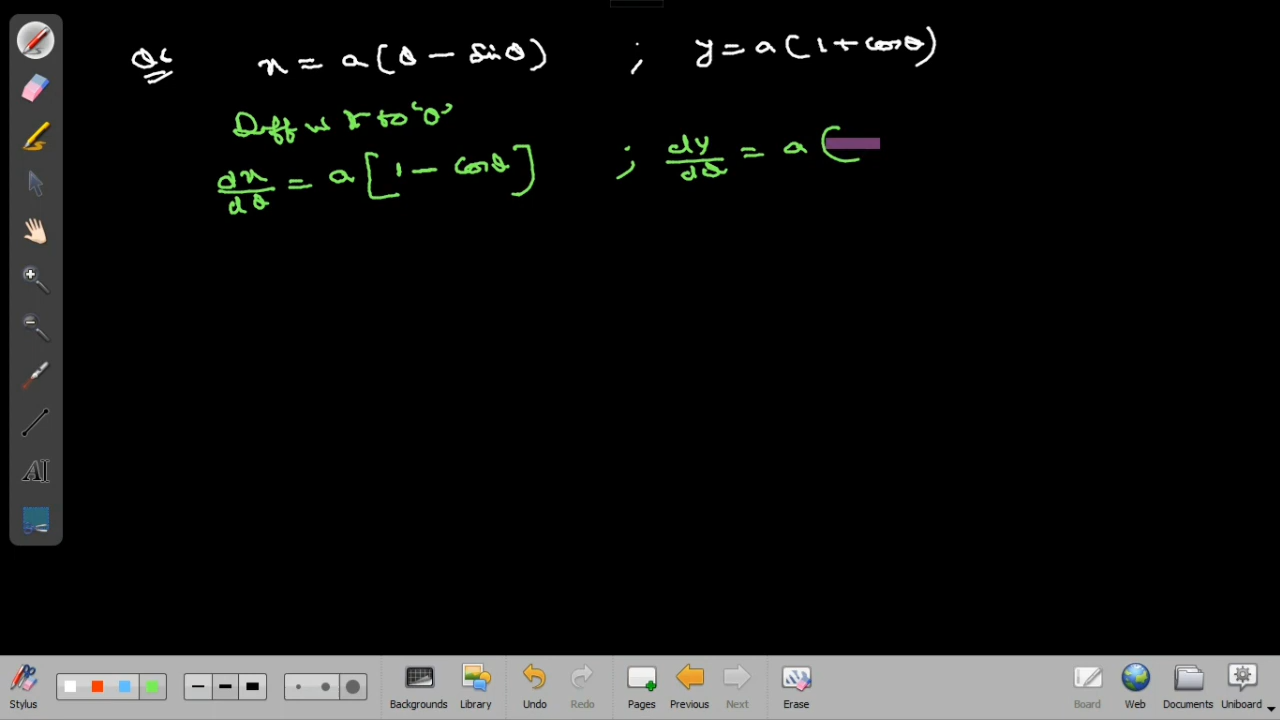 Q6 x = a(θ - Sinθ) ; y = a(1 + cosθ)
Diff w r to 'θ'
dx/dθ = a[1 - cosθ] ; dy/dθ = a(
Stylus
Backgrounds
Library
Undo
Redo
Pages
Previous
Next
Erase
Board
Web
Documents
Uniboard